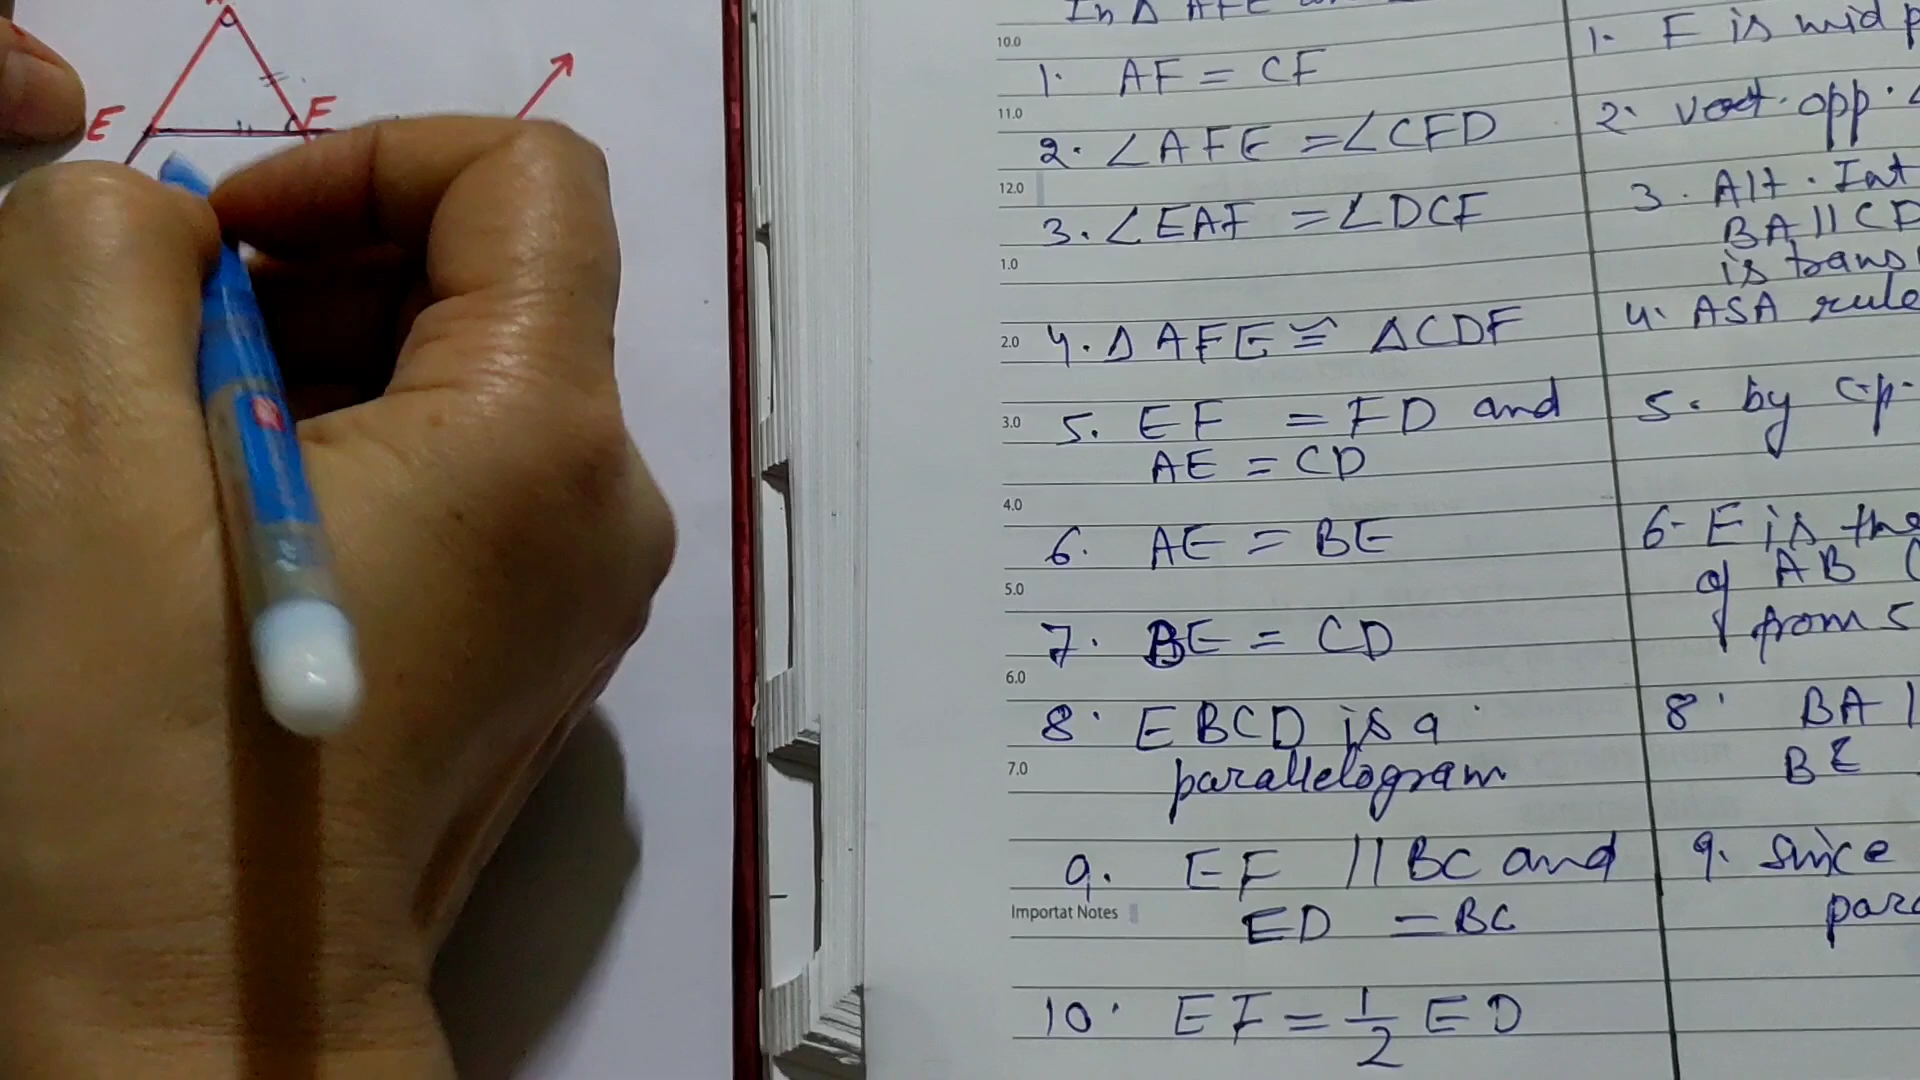 E
F
In Δ AFE
10.0
1. AF = CF
11.0
2. ∠AFE = ∠CFD
12.0
3. ∠EAF = ∠DCF
1.0
2.0
4. Δ AFE ≅ ΔCDF
3.0
5. EF = FD and
AE = CD
4.0
6. AE = BE
5.0
7. BE = CD
6.0
8. EBCD is a
7.0
parallelogram
9. EF || BC and
Importat Notes
ED = BC
10. EF = 1/2 ED
1. F is mid
2. vert. opp.
3. Alt. Int
BA || CD
is trans
4. ASA rule
5. by cp
6- E is the
of AB
from 5
8. BA |
BE
9. since